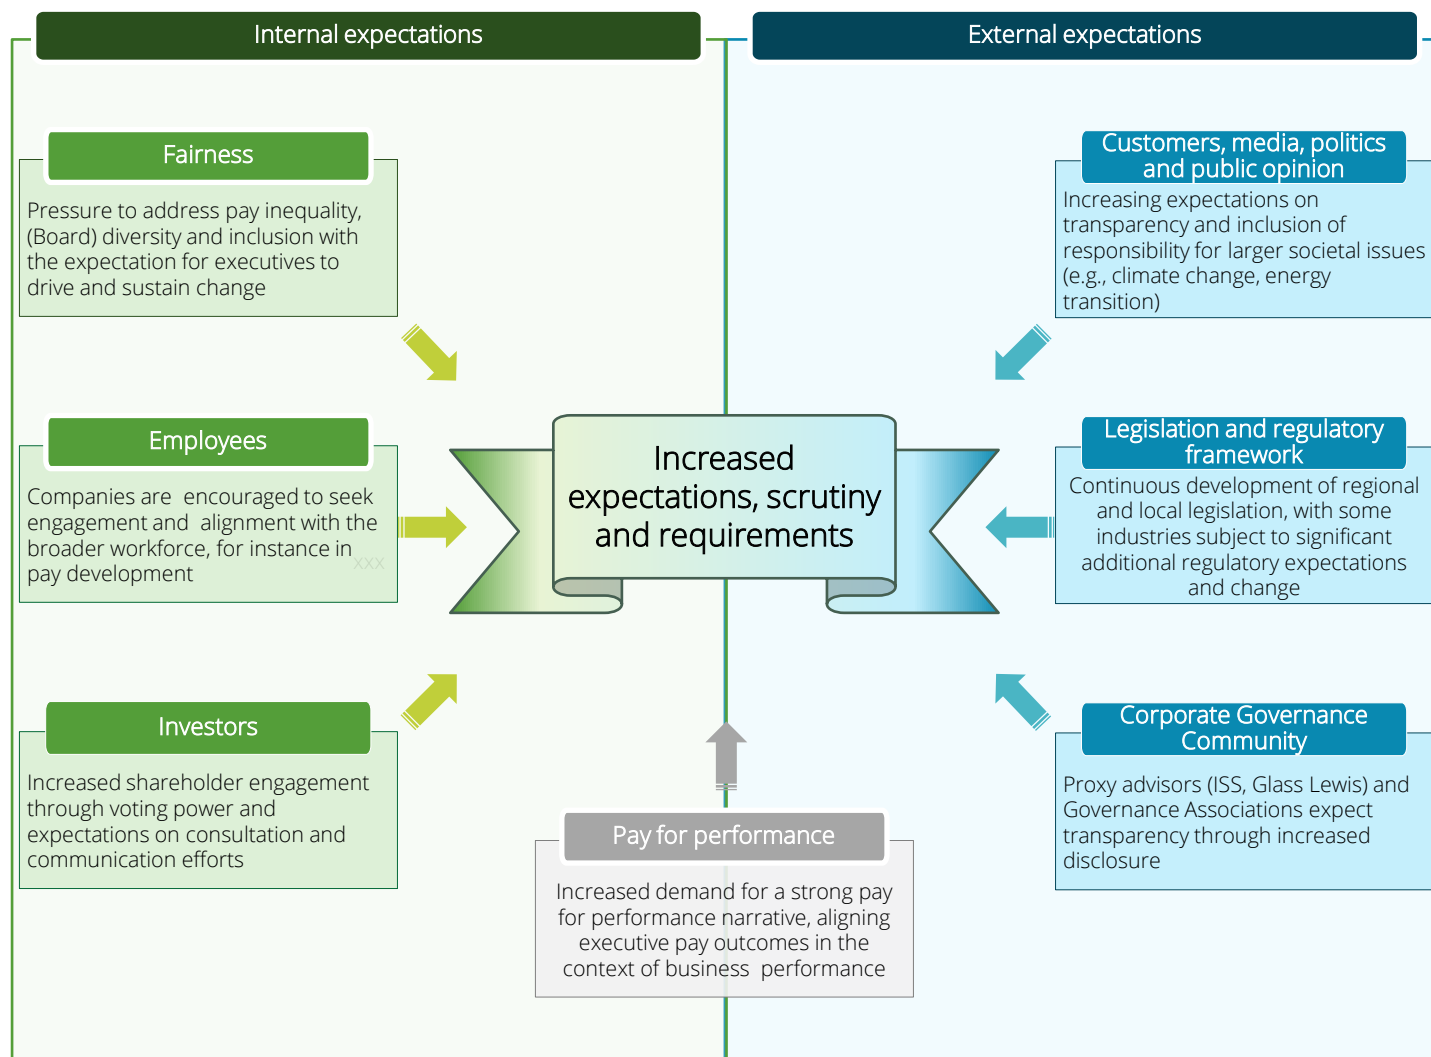 Internal expectations
External expectations
Fairness
Pressure to address pay inequality,
(Board) diversity and inclusion with
the expectation for executives to
drive and sustain change
Customers, media, politics
and public opinion
Increasing expectations on
transparency and inclusion of
responsibility for larger societal issues
(e.g., climate change, energy
transition)
Employees
Companies are encouraged to seek
engagement and alignment with the
broader workforce, for instance in
pay development
xxx
Increased
expectations, scrutiny
and requirements
Legislation and regulatory
framework
Continuous development of regional
and local legislation, with some
industries subject to significant
additional regulatory expectations
and change
Investors
Increased shareholder engagement
through voting power and
expectations on consultation and
communication efforts
Pay for performance
Increased demand for a strong pay
for performance narrative, aligning
executive pay outcomes in the
context of business performance
Corporate Governance
Community
Proxy advisors (ISS, Glass Lewis) and
Governance Associations expect
transparency through increased
disclosure